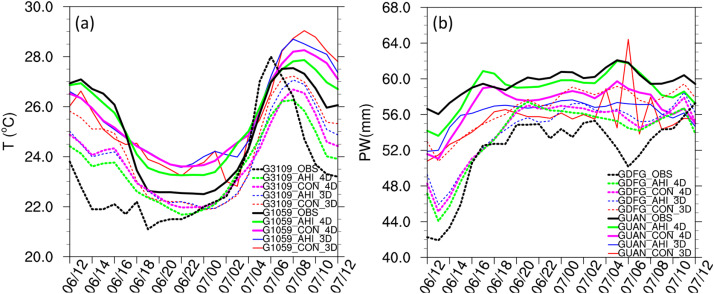 (a)
T (°C)
30.0
28.0
26.0
24.0
22.0
20.0
06/12
06/14
06/16
06/18
06/20
06/22
07/00
07/02
07/04
07/06
07/08
07/10
07/12
G3109_OBS
G3109_AHI_4D
G3109_CON_4D
G3109_AHI_3D
G3109_CON_3D
G1059_OBS
G1059_AHI_4D
G1059_CON_4D
G1059_AHI_3D
G1059_CON_3D
(b)
PW(mm)
68.0
64.0
60.0
56.0
52.0
48.0
44.0
40.0
06/12
06/14
06/16
06/18
06/20
06/22
07/00
07/02
07/04
07/06
07/08
07/10
07/12
GDFG_OBS
GDFG_AHI_4D
GDFG_CON_4D
GDFG_AHI_3D
GDFG_CON_3D
GUAN_OBS
GUAN_AHI_4D
GUAN_CON_4D
GUAN_AHI_3D
GUAN_CON_3D